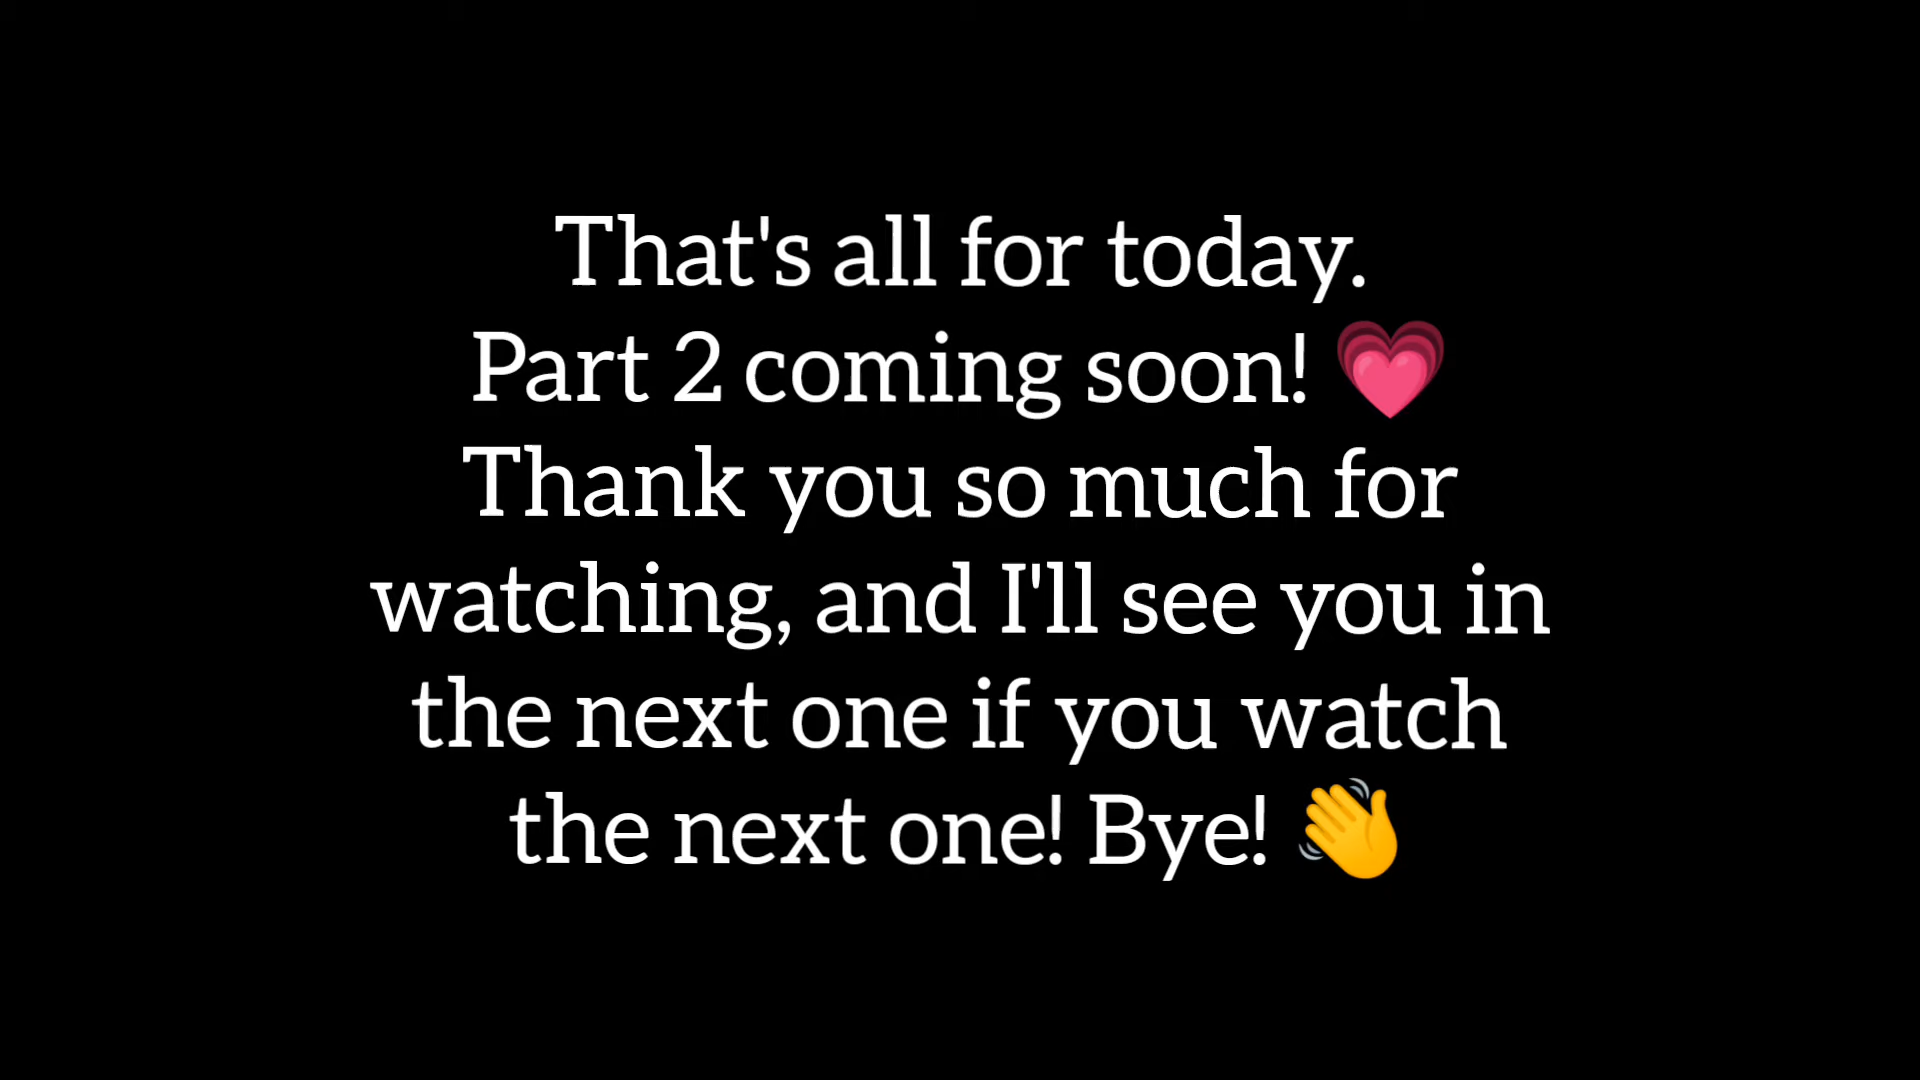 That's all for today.
Part 2 coming soon! 💗
Thank you so much for
watching, and I'll see you in
the next one if you watch
the next one! Bye! 👋